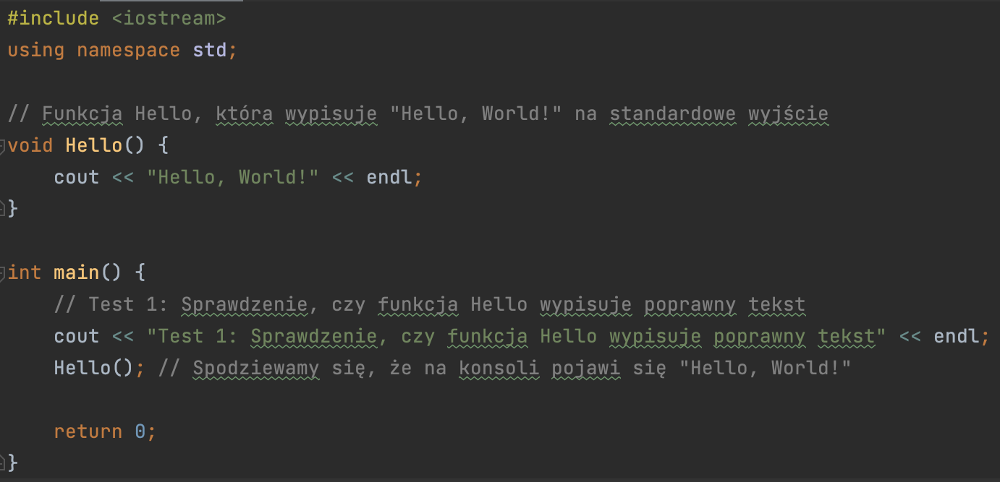 #include <iostream>
using namespace std;
// Funkcja Hello, która wypisuje "Hello, World!" na standardowe wyjście
void Hello() {
    cout << "Hello, World!" << endl;
}
int main() {
    // Test 1: Sprawdzenie, czy funkcja Hello wypisuje poprawny tekst
    cout << "Test 1: Sprawdzenie, czy funkcja Hello wypisuje poprawny tekst" << endl;
    Hello(); // Spodziewamy się, że na konsoli pojawi się "Hello, World!"
    return 0;
}